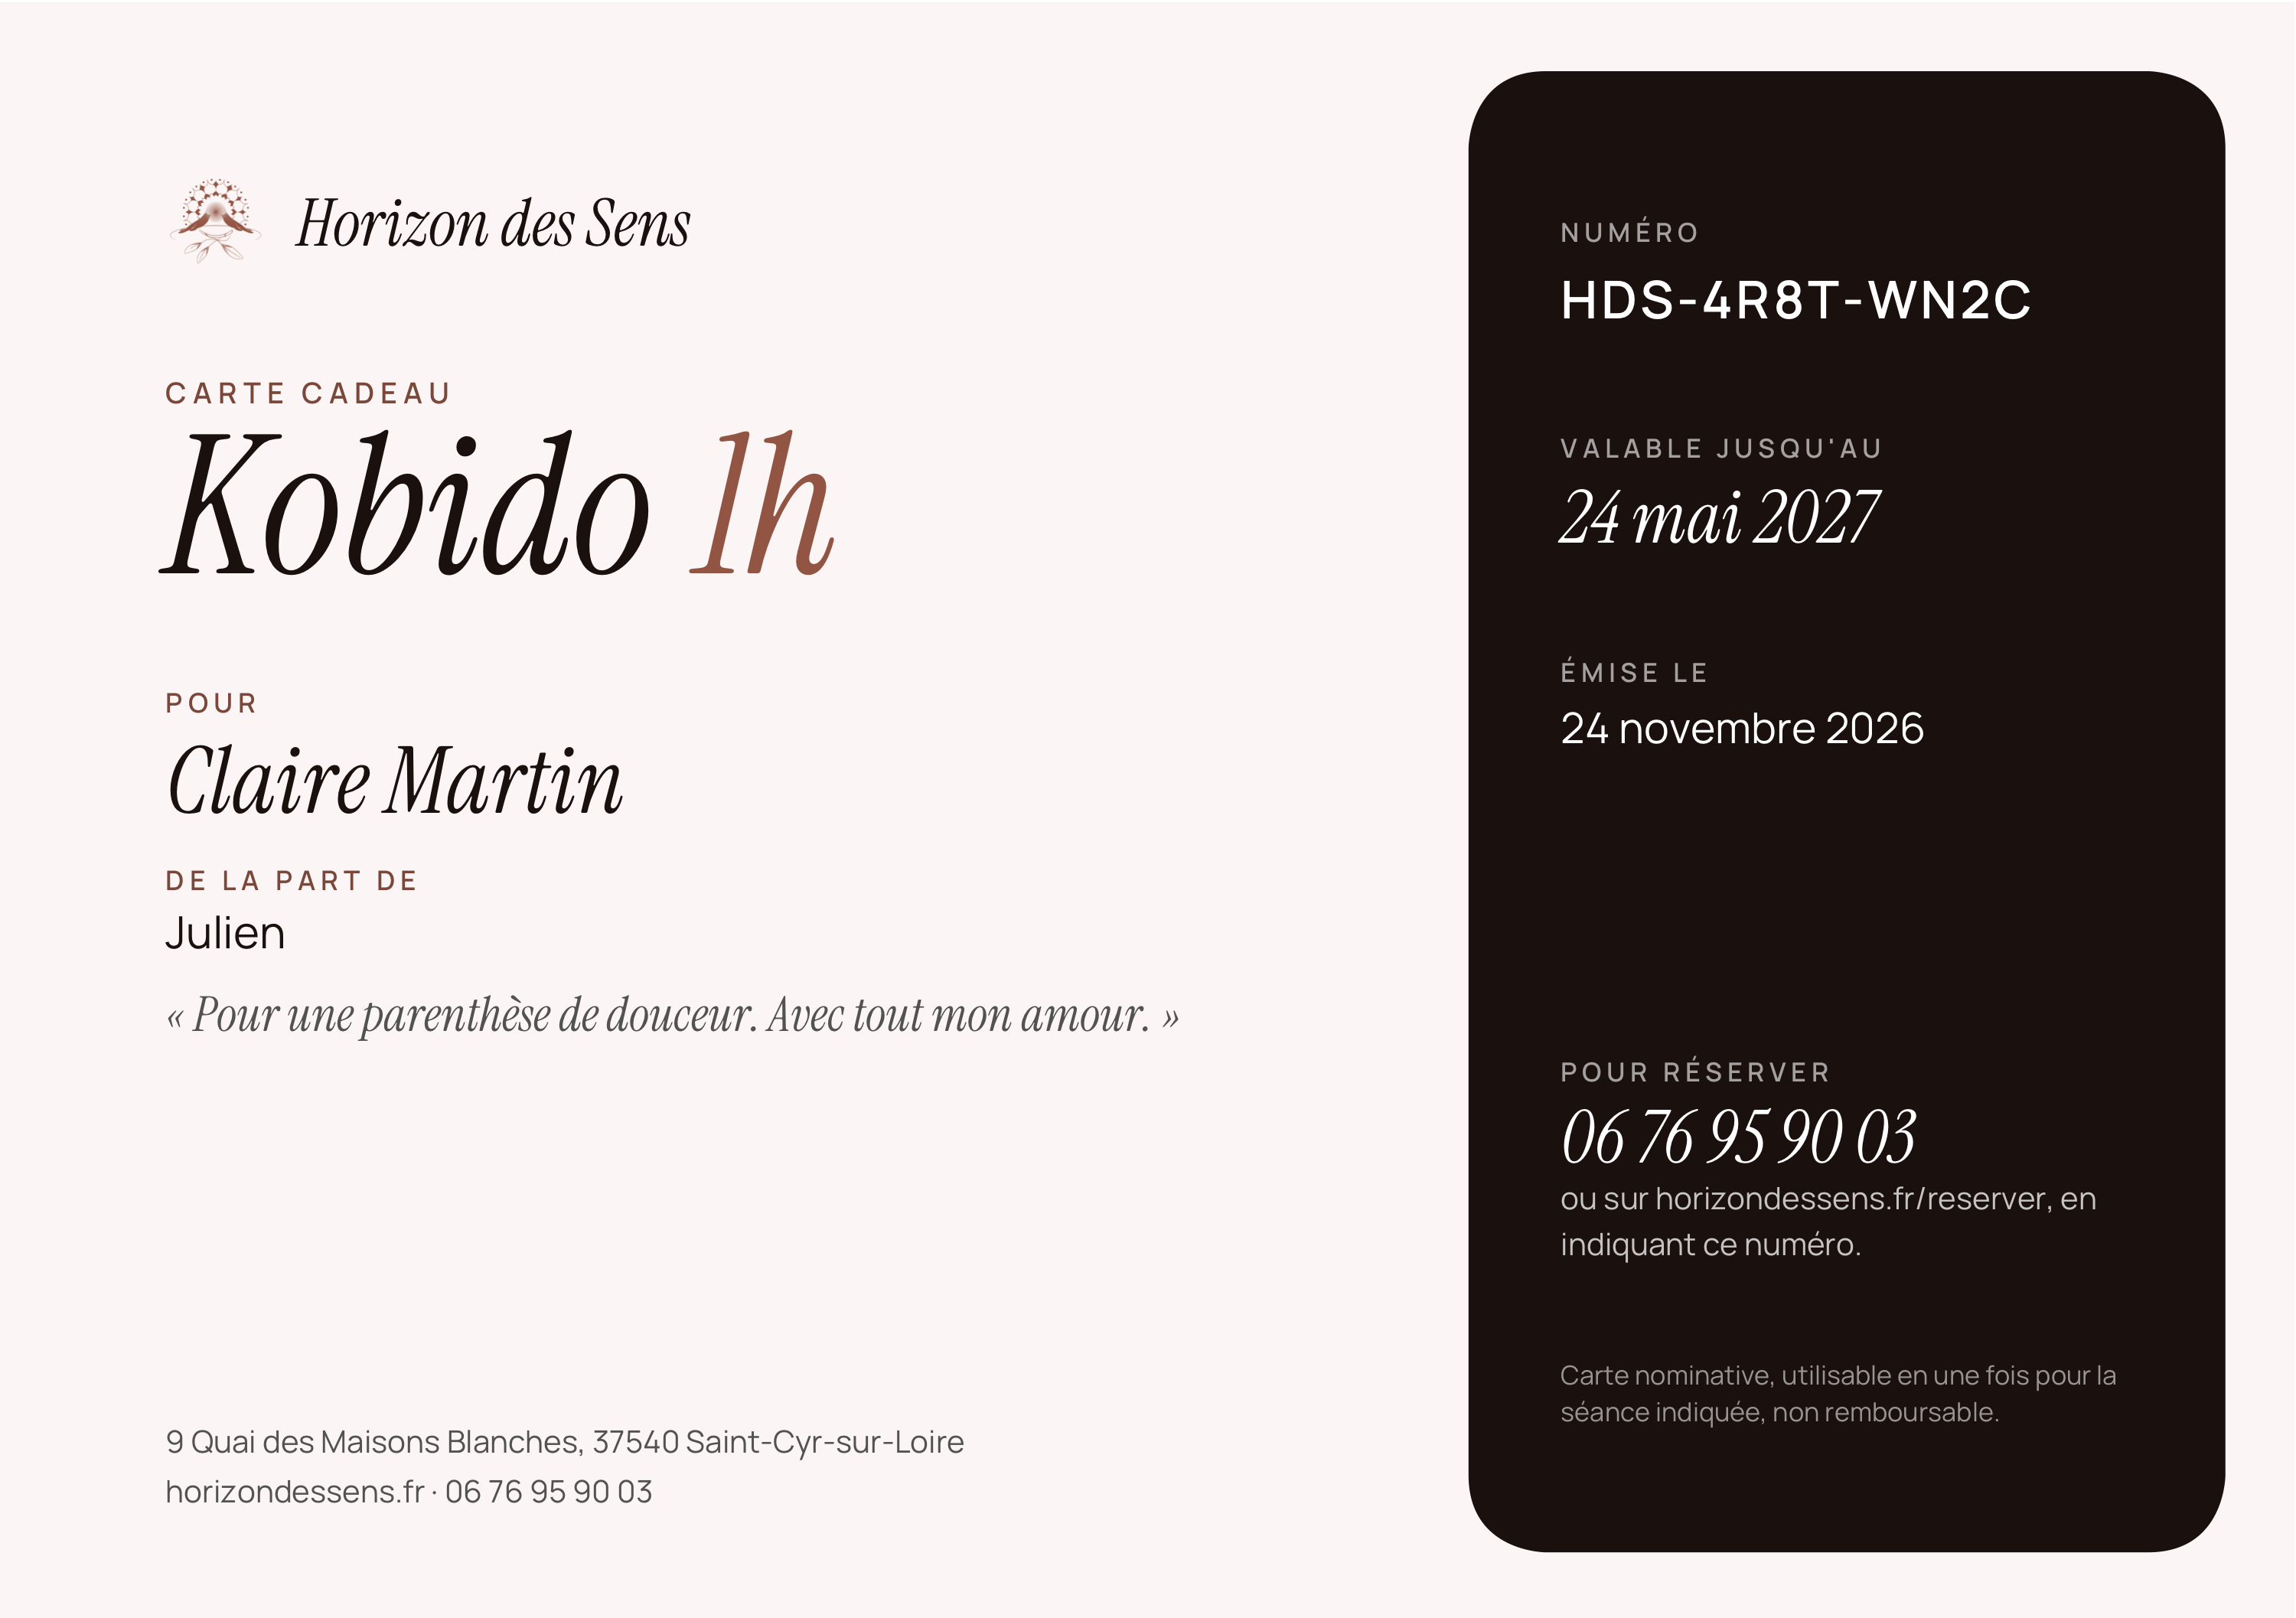 Horizon des Sens
CARTE CADEAU
Kobido 1h
POUR
Claire Martin
DE LA PART DE
Julien
« Pour une parenthèse de douceur. Avec tout mon amour. »
9 Quai des Maisons Blanches, 37540 Saint-Cyr-sur-Loire
horizondessens.fr · 06 76 95 90 03
NUMÉRO
HDS-4R8T-WN2C
VALABLE JUSQU'AU
24 mai 2027
ÉMISE LE
24 novembre 2026
POUR RÉSERVER
06 76 95 90 03
ou sur horizondessens.fr/reserver, en
indiquant ce numéro.
Carte nominative, utilisable en une fois pour la
séance indiquée, non remboursable.